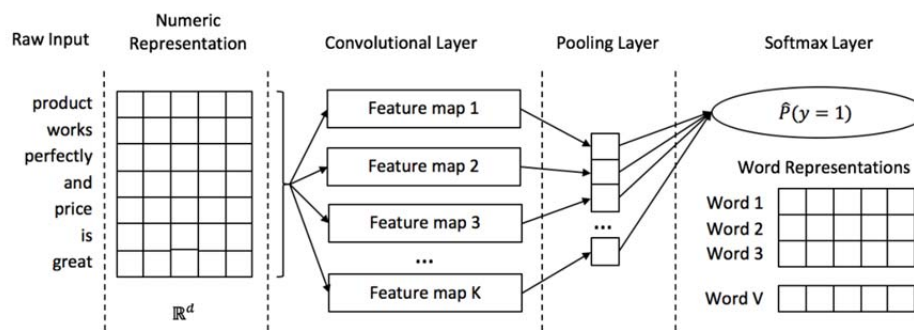 Raw Input
Numeric
Representation
Convolutional Layer
Pooling Layer
Softmax Layer
product
works
perfectly
and
price
is
great
ℝ^d
Feature map 1
Feature map 2
Feature map 3
...
Feature map K
...
P̂(y = 1)
Word Representations
Word 1
Word 2
Word 3
Word V